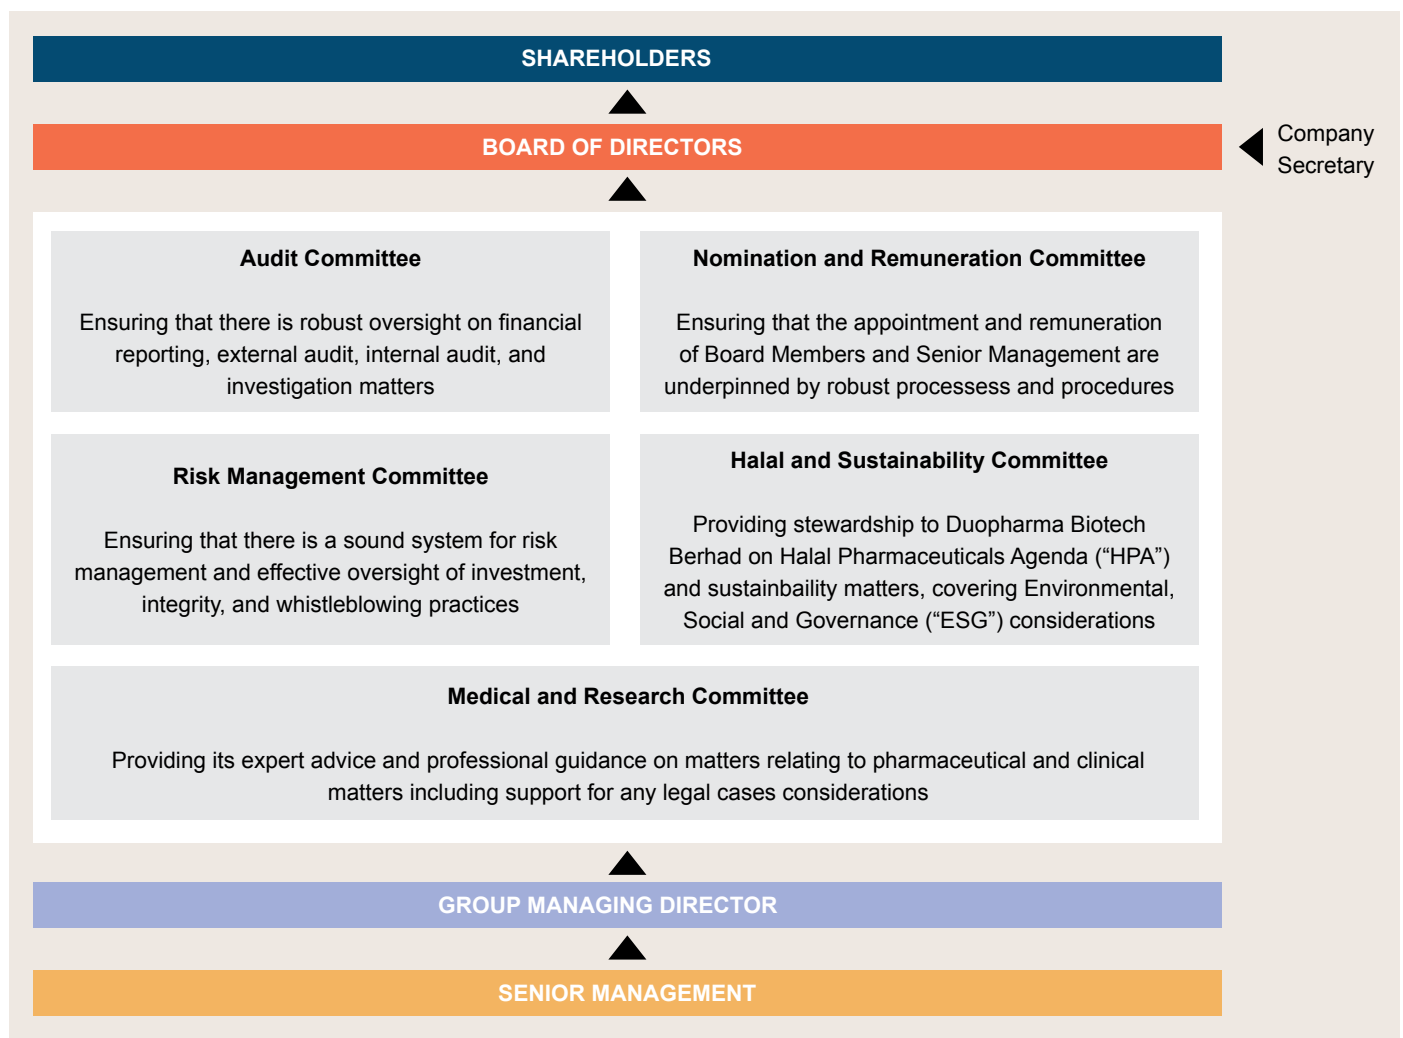 SHAREHOLDERS
BOARD OF DIRECTORS
Company
Secretary
Audit Committee
Ensuring that there is robust oversight on financial
reporting, external audit, internal audit, and
investigation matters
Nomination and Remuneration Committee
Ensuring that the appointment and remuneration
of Board Members and Senior Management are
underpinned by robust processess and procedures
Risk Management Committee
Ensuring that there is a sound system for risk
management and effective oversight of investment,
integrity, and whistleblowing practices
Halal and Sustainability Committee
Providing stewardship to Duopharma Biotech
Berhad on Halal Pharmaceuticals Agenda (“HPA”)
and sustainbaility matters, covering Environmental,
Social and Governance (“ESG”) considerations
Medical and Research Committee
Providing its expert advice and professional guidance on matters relating to pharmaceutical and clinical
matters including support for any legal cases considerations
GROUP MANAGING DIRECTOR
SENIOR MANAGEMENT